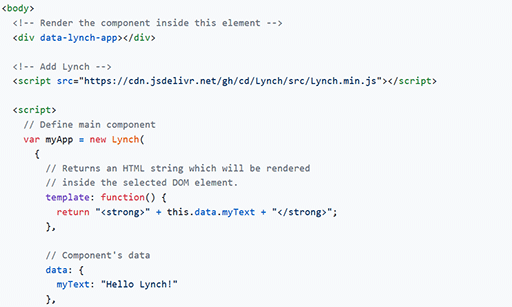 <body>
<!-- Render the component inside this element -->
<div data-lynch-app></div>
<!-- Add Lynch -->
<script src="https://cdn.jsdelivr.net/gh/cd/Lynch/src/Lynch.min.js"></script>
<script>
// Define main component
var myApp = new Lynch(
{
// Returns an HTML string which will be rendered
// inside the selected DOM element.
template: function() {
return "<strong>" + this.data.myText + "</strong>";
},
// Component's data
data: {
myText: "Hello Lynch!"
},